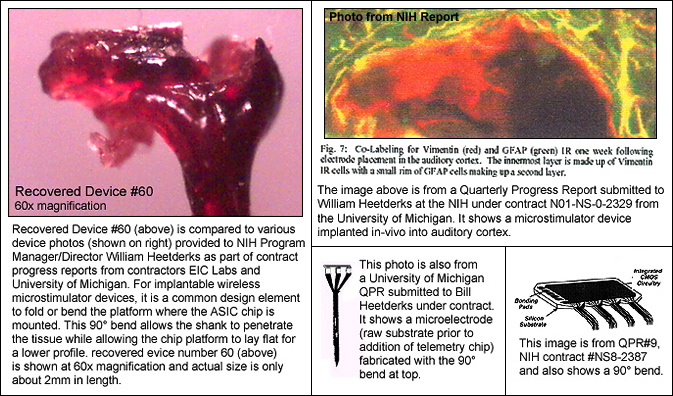 Recovered Device #60
60x magnification
Recovered Device #60 (above) is compared to various
device photos (shown on right) provided to NIH Program
Manager/Director William Heetderks as part of contract
progress reports from contractors EIC Labs and
University of Michigan. For implantable wireless
microstimulator devices, it is a common design element
to fold or bend the platform where the ASIC chip is
mounted. This 90° bend allows the shank to penetrate
the tissue while allowing the chip platform to lay flat for
a lower profile. recovered evice number 60 (above)
is shown at 60x magnification and actual size is only
about 2mm in length.
Photo from NIH Report
Fig. 7: Co-Labeling for Vimentin (red) and GFAP (green) IR one week following
electrode placement in the auditory cortex. The innermost layer is made up of Vimentin
IR cells with a small rim of GFAP cells making up a second layer.
The image above is from a Quarterly Progress Report submitted to
William Heetderks at the NIH under contract N01-NS-0-2329 from
the University of Michigan. It shows a microstimulator device
implanted in-vivo into auditory cortex.
This photo is also from
a University of Michigan
QPR submitted to Bill
Heetderks under contract.
It shows a microelectrode
(raw substrate prior to
addition of telemetry chip)
fabricated with the 90°
bend at top.
Integrated
CMOS
Circuitry
Bonding
Pads
Silicon
Substrate
This image is from QPR#9,
NIH contract #NS8-2387
and also shows a 90° bend.